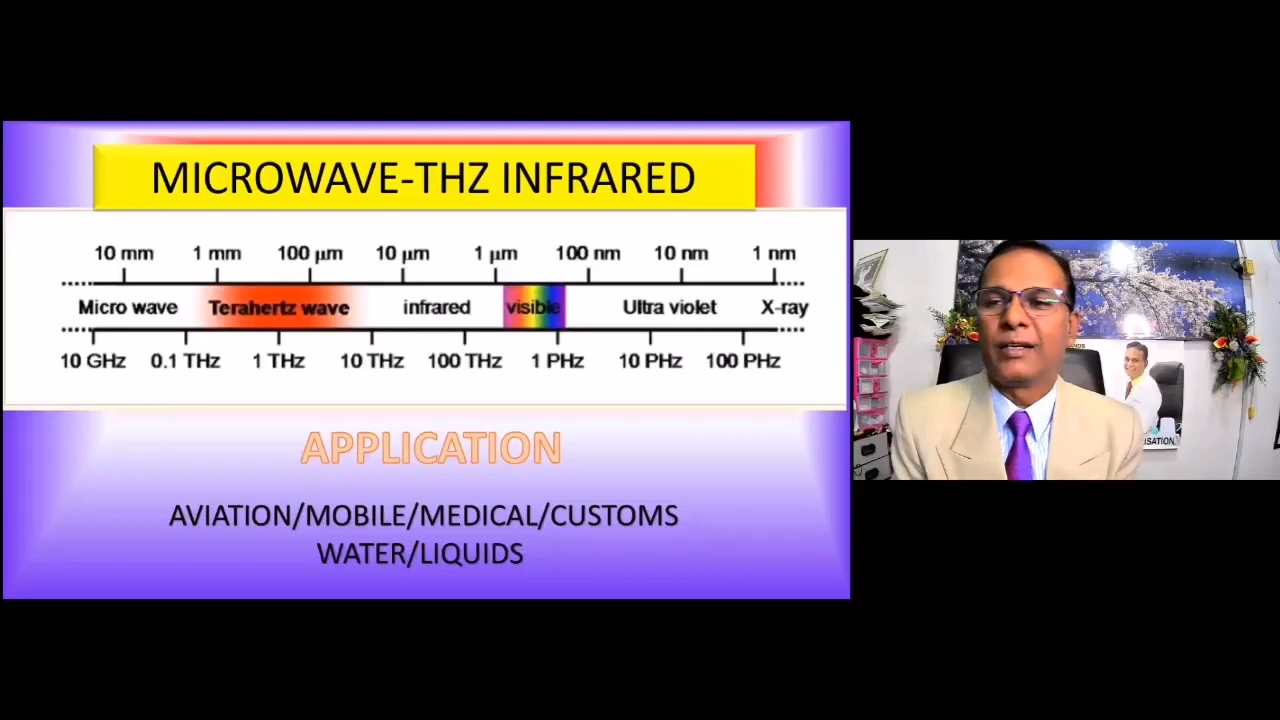 MICROWAVE-THZ INFRARED
10 mm 1 mm 100 μm 10 μm 1 μm 100 nm 10 nm 1 nm
Micro wave Terahertz wave infrared visible Ultra violet X-ray
10 GHz 0.1 THz 1 THz 10 THz 100 THz 1 PHz 10 PHz 100 PHz
APPLICATION
AVIATION/MOBILE/MEDICAL/CUSTOMS
WATER/LIQUIDS